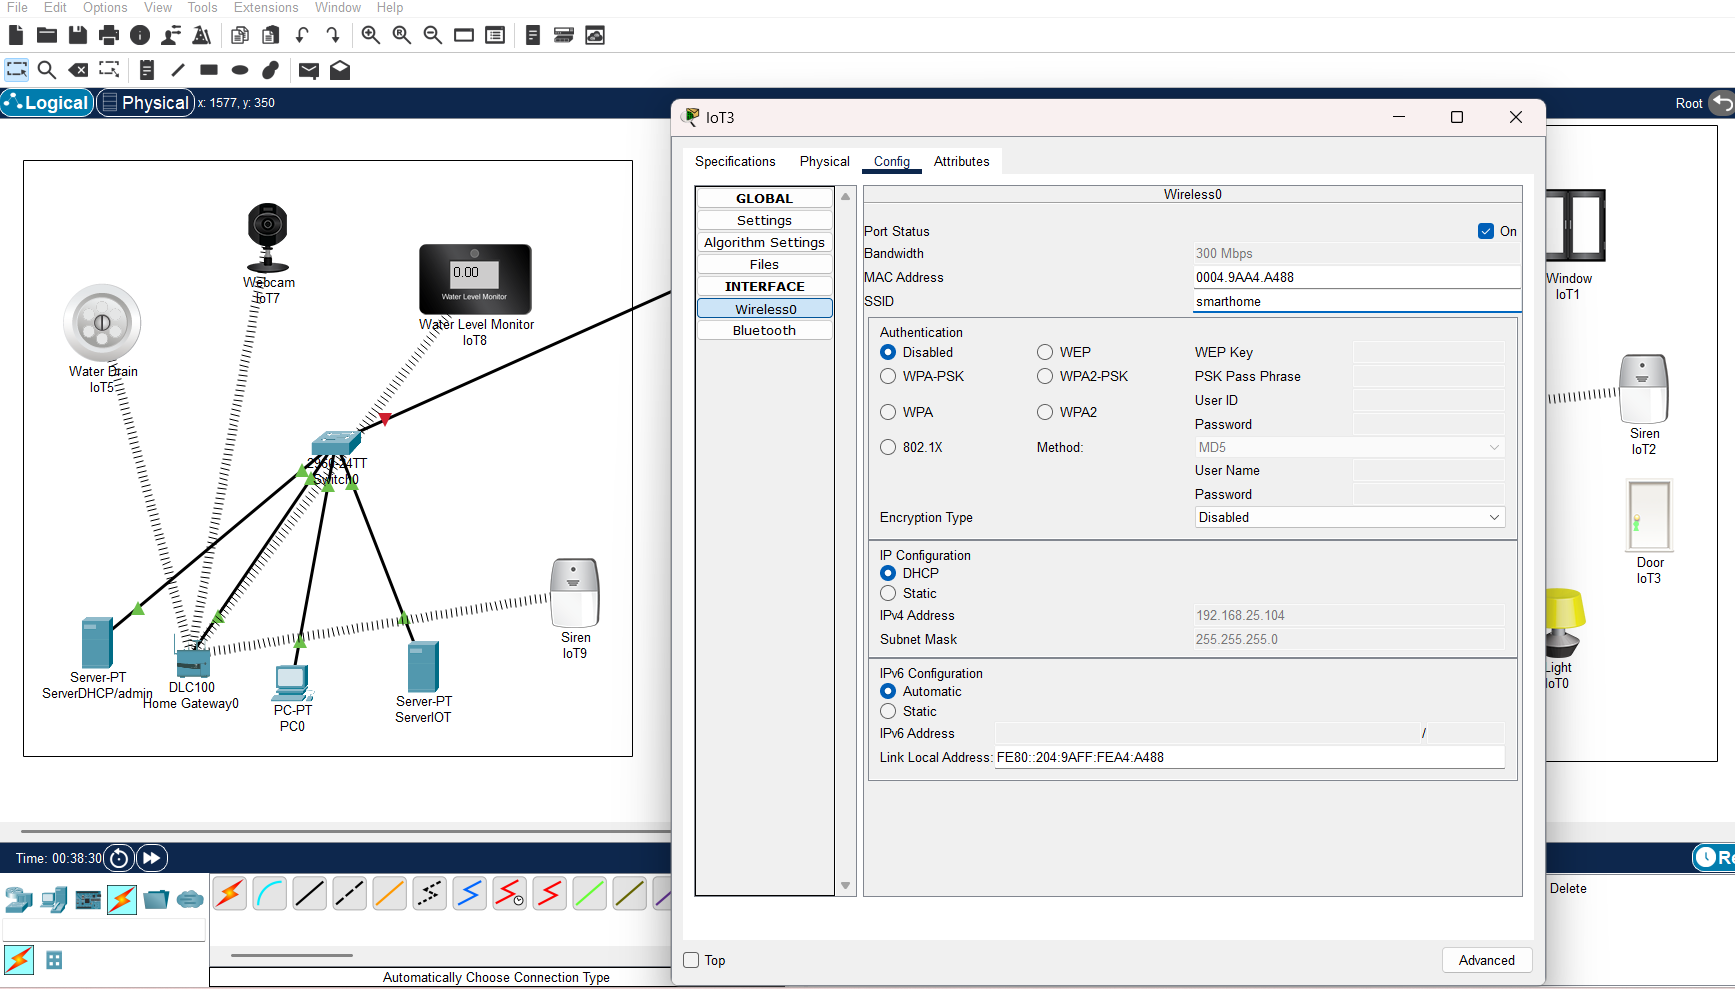 File Edit Options View Tools Extensions Window Help
Logical Physical x: 1577, y: 350
Root
Webcam
IoT7
0.00
Water Level Monitor
Water Level Monitor
IoT8
Water Drain
IoT5
2960-24TT
Switch0
Siren
IoT9
Server-PT
ServerDHCP/admin
DLC100
Home Gateway0
PC-PT
PC0
Server-PT
ServerIOT
IoT3
Specifications Physical Config Attributes
GLOBAL
Settings
Algorithm Settings
Files
INTERFACE
Wireless0
Bluetooth
Wireless0
Port Status On
Bandwidth 300 Mbps
MAC Address 0004.9AA4.A488
SSID smarthome
Authentication
Disabled WEP WEP Key
WPA-PSK WPA2-PSK PSK Pass Phrase
User ID
WPA WPA2
Password
802.1X Method: MD5
User Name
Password
Encryption Type Disabled
IP Configuration
DHCP
Static
IPv4 Address 192.168.25.104
Subnet Mask 255.255.255.0
IPv6 Configuration
Automatic
Static
IPv6 Address /
Link Local Address: FE80::204:9AFF:FEA4:A488
Top Advanced
Window
IoT1
Siren
IoT2
Door
IoT3
Light
IoT0
Time: 00:38:30
Re
Delete
Automatically Choose Connection Type